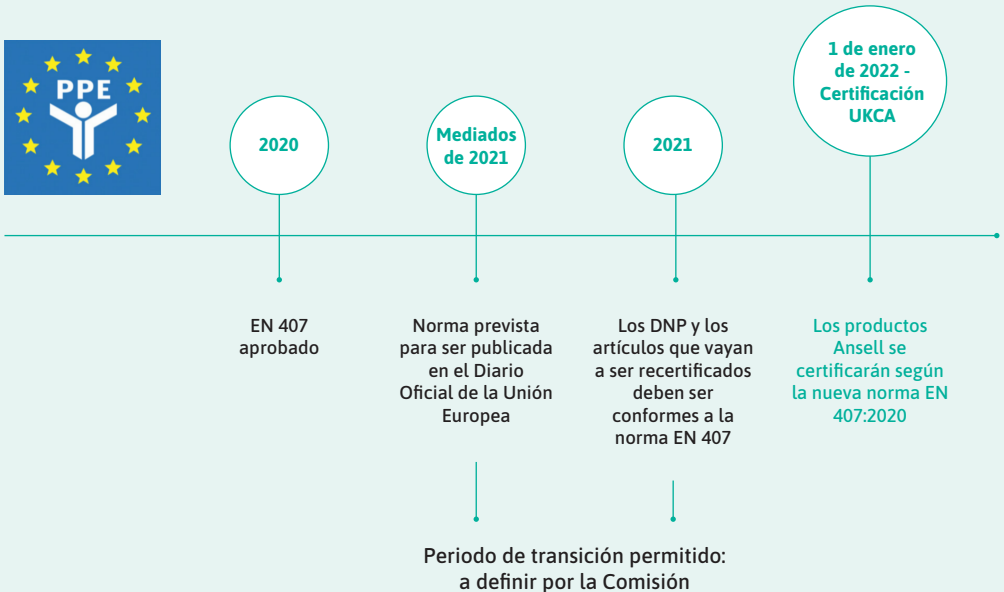 PPE
2020
Mediados
de 2021
2021
1 de enero
de 2022 -
Certificación
UKCA
EN 407
aprobado
Norma prevista
para ser publicada
en el Diario
Oficial de la Unión
Europea
Los DNP y los
artículos que vayan
a ser recertificados
deben ser
conformes a la
norma EN 407
Los productos
Ansell se
certificarán según
la nueva norma EN
407:2020
Periodo de transición permitido:
a definir por la Comisión